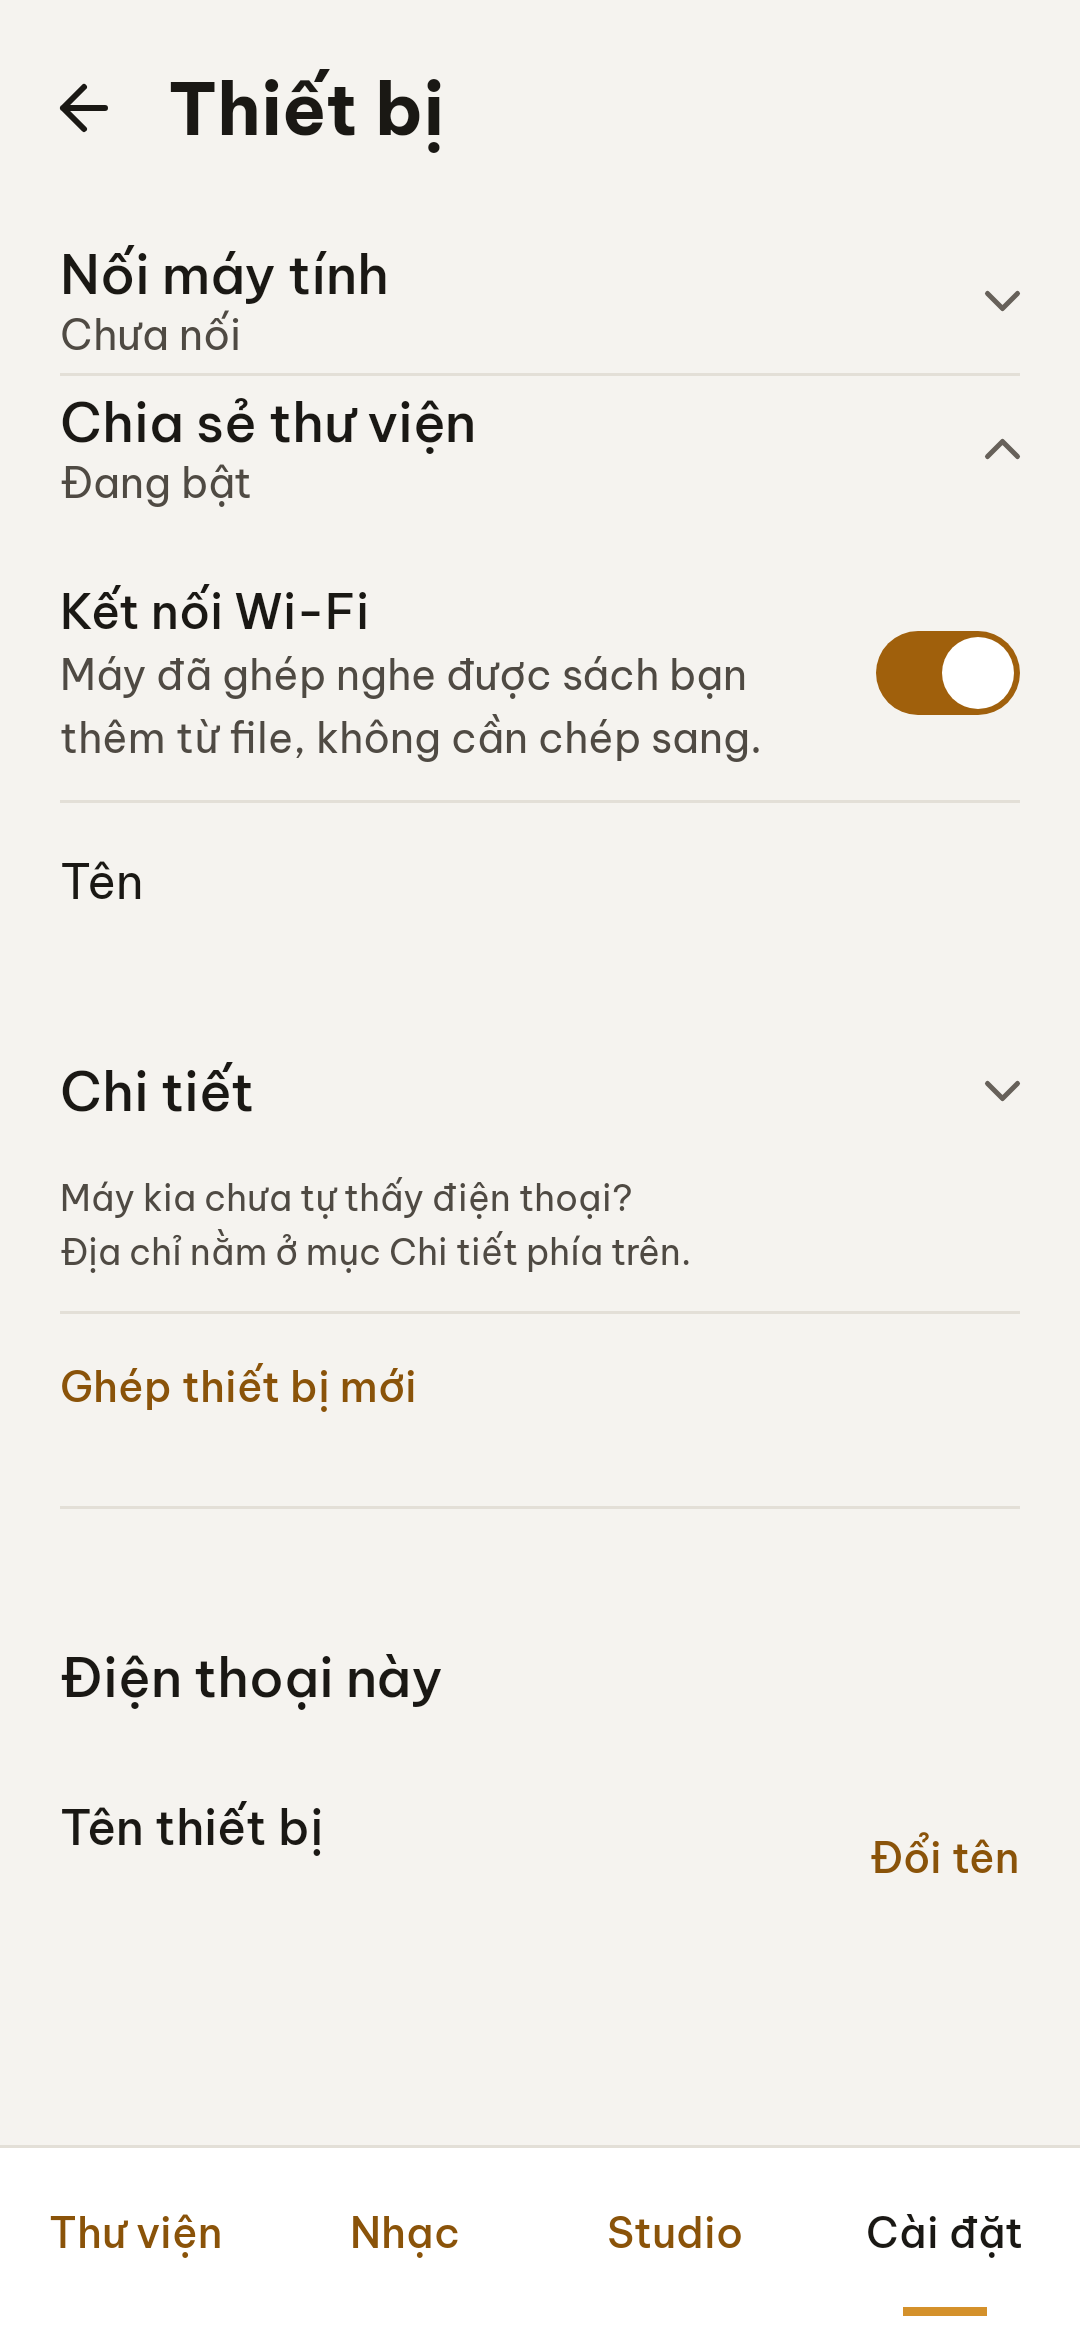 Thiết bị
Nối máy tính
Chưa nối
Chia sẻ thư viện
Đang bật
Kết nối Wi-Fi
Máy đã ghép nghe được sách bạn
thêm từ file, không cần chép sang.
Tên
Chi tiết
Máy kia chưa tự thấy điện thoại?
Địa chỉ nằm ở mục Chi tiết phía trên.
Ghép thiết bị mới
Điện thoại này
Tên thiết bị
Đổi tên
Thư viện
Nhạc
Studio
Cài đặt